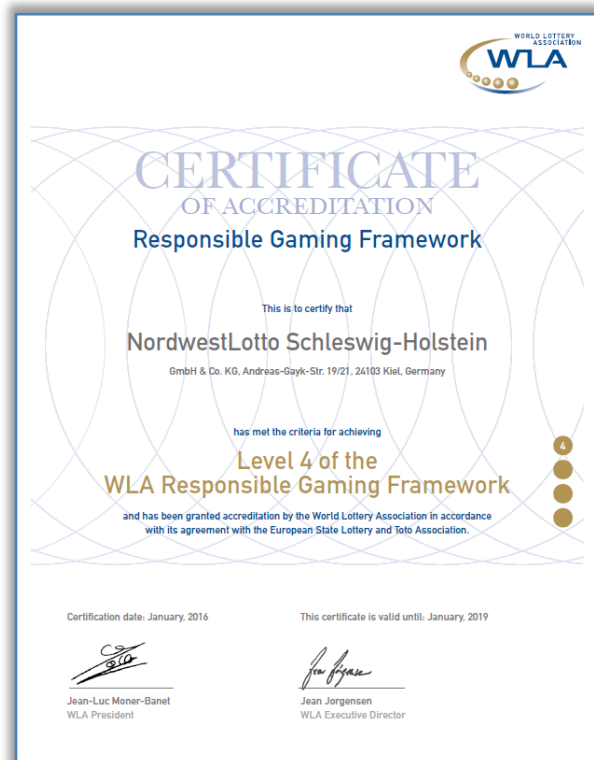 WORLD LOTTERY
ASSOCIATION
WLA
CERTIFICATE
OF ACCREDITATION
Responsible Gaming Framework
This is to certify that
NordwestLotto Schleswig-Holstein
GmbH & Co. KG, Andreas-Gayk-Str. 19/21, 24103 Kiel, Germany
has met the criteria for achieving
4
Level 4 of the
WLA Responsible Gaming Framework
and has been granted accreditation by the World Lottery Association in accordance
with its agreement with the European State Lottery and Toto Association.
Certification date: January, 2016
This certificate is valid until: January, 2019
Jean-Luc Moner-Banet
WLA President
Jean Jorgensen
WLA Executive Director